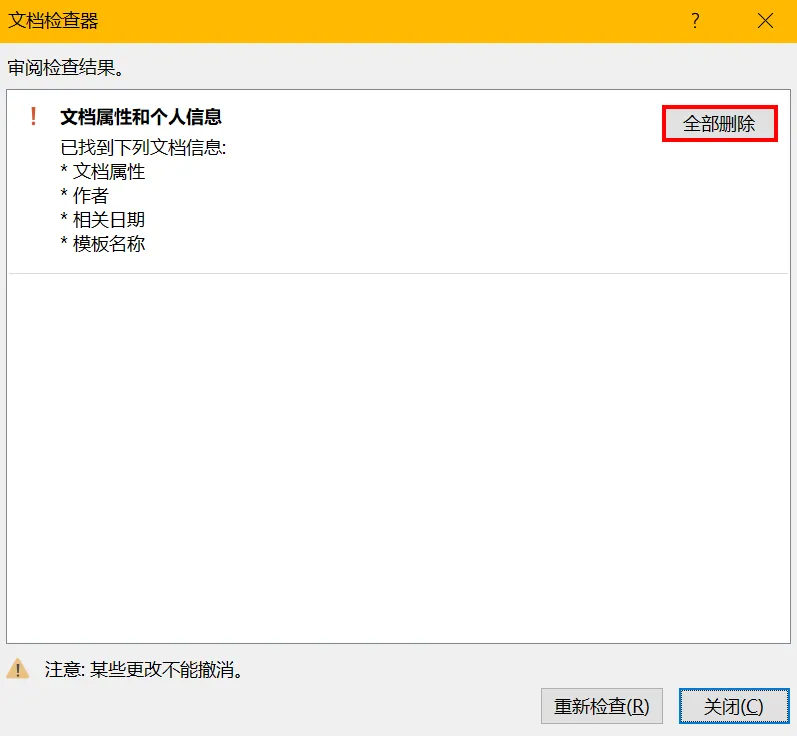 文档检查器
?
审阅检查结果。
! 文档属性和个人信息
全部删除
已找到下列文档信息:
* 文档属性
* 作者
* 相关日期
* 模板名称
注意: 某些更改不能撤消。
重新检查(R)
关闭(C)